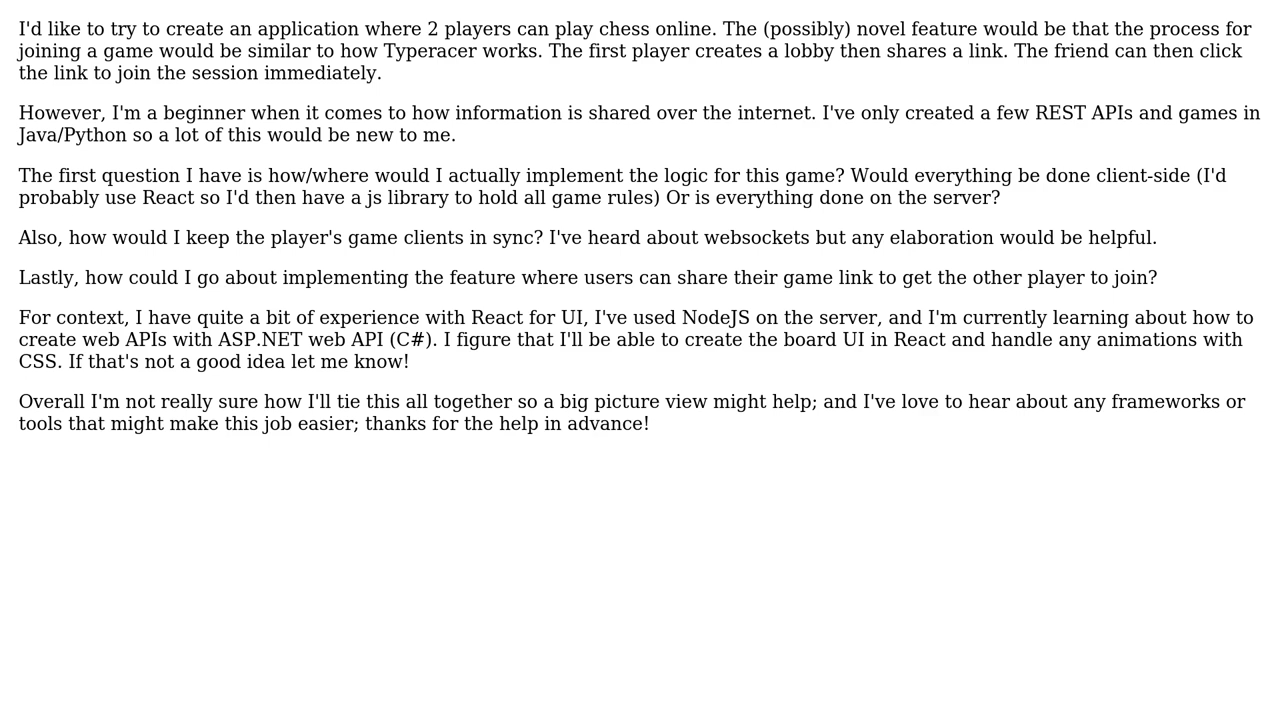 I'd like to try to create an application where 2 players can play chess online. The (possibly) novel feature would be that the process for
joining a game would be similar to how Typeracer works. The first player creates a lobby then shares a link. The friend can then click
the link to join the session immediately.
However, I'm a beginner when it comes to how information is shared over the internet. I've only created a few REST APIs and games in
Java/Python so a lot of this would be new to me.
The first question I have is how/where would I actually implement the logic for this game? Would everything be done client-side (I'd
probably use React so I'd then have a js library to hold all game rules) Or is everything done on the server?
Also, how would I keep the player's game clients in sync? I've heard about websockets but any elaboration would be helpful.
Lastly, how could I go about implementing the feature where users can share their game link to get the other player to join?
For context, I have quite a bit of experience with React for UI, I've used NodeJS on the server, and I'm currently learning about how to
create web APIs with ASP.NET web API (C#). I figure that I'll be able to create the board UI in React and handle any animations with
CSS. If that's not a good idea let me know!
Overall I'm not really sure how I'll tie this all together so a big picture view might help; and I've love to hear about any frameworks or
tools that might make this job easier; thanks for the help in advance!